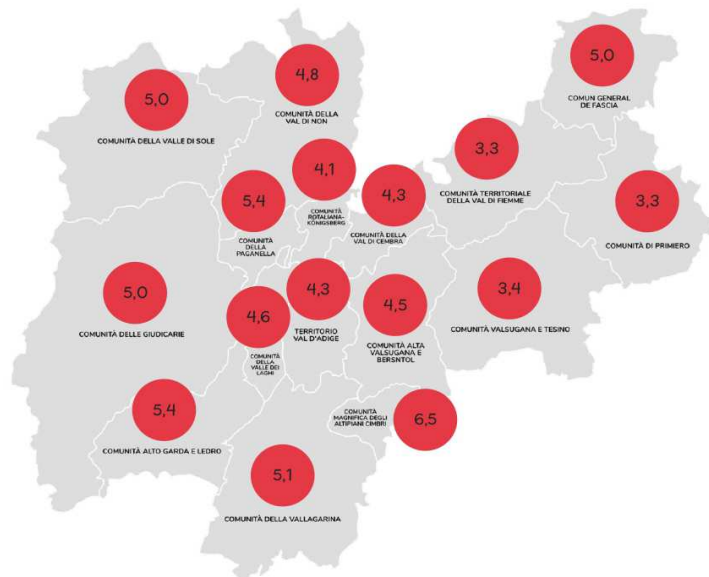 5,0
COMUN GENERAL
DE FASCIA
4,8
COMUNITÀ DELLA
VAL DI NON
5,0
COMUNITÀ DELLA VALLE DI SOLE
3,3
COMUNITÀ TERRITORIALE
DELLA VAL DI FIEMME
4,1
COMUNITÀ
ROTALIANA-
KÖNIGSBERG
4,3
COMUNITÀ DELLA
VAL DI CEMBRA
5,4
COMUNITÀ
DELLA
PAGANELLA
3,3
COMUNITÀ DI PRIMIERO
5,0
COMUNITÀ DELLE GIUDICARIE
4,6
COMUNITÀ
DELLA
VALLE DEI
LAGHI
4,3
TERRITORIO
VAL D'ADIGE
4,5
COMUNITÀ ALTA
VALSUGANA E
BERSNTOL
3,4
COMUNITÀ VALSUGANA E TESINO
5,4
COMUNITÀ ALTO GARDA E LEDRO
COMUNITÀ
MAGNIFICA DEGLI
ALTIPIANI CIMBRI
6,5
5,1
COMUNITÀ DELLA VALLAGARINA